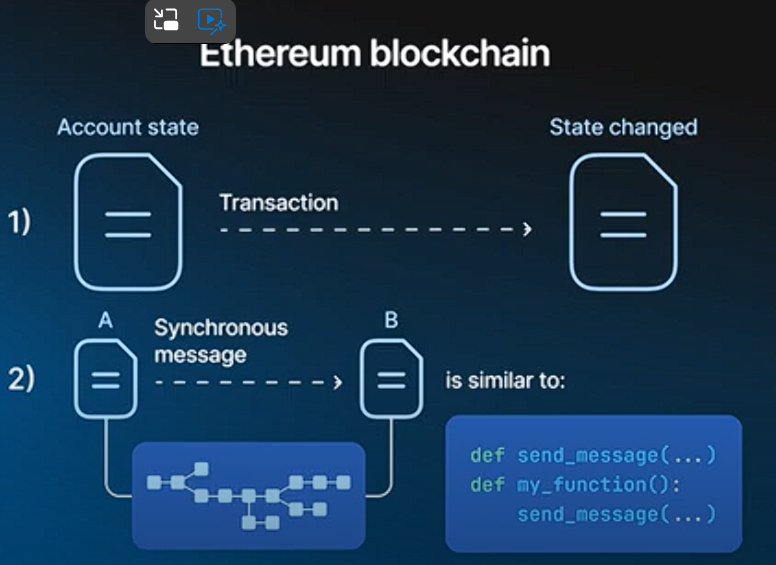 Ethereum blockchain
Account state
State changed
1)
Transaction
A
B
Synchronous
message
2)
is similar to:
def send_message(...)
def my_function():
send_message(...)